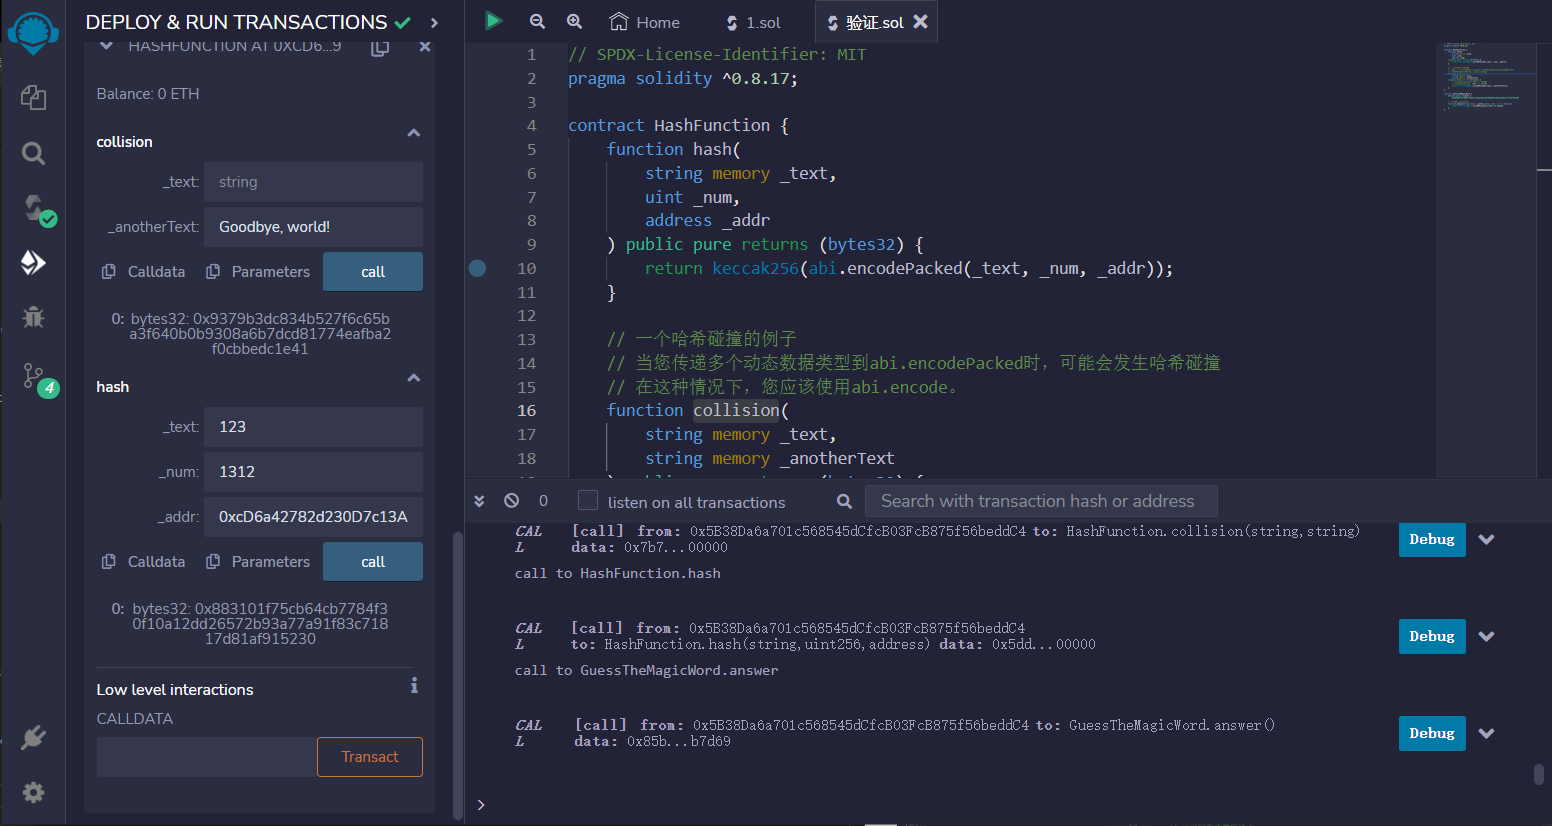 DEPLOY & RUN TRANSACTIONS
HASHFUNCTION AT 0XCD6...9
Balance: 0 ETH
collision
_text: string
_anotherText: Goodbye, world!
Calldata Parameters call
0: bytes32: 0x9379b3dc834b527f6c65b
a3f640b0b9308a6b7dcd81774eafba2
f0cbbedc1e41
hash
_text: 123
_num: 1312
_addr: 0xcD6a42782d230D7c13A
Calldata Parameters call
0: bytes32: 0x883101f75cb64cb7784f3
0f10a12dd26572b93a77a91f83c718
17d81af915230
Low level interactions
CALLDATA
Transact
4
Home 1.sol 验证.sol
1 // SPDX-License-Identifier: MIT
2 pragma solidity ^0.8.17;
3
4 contract HashFunction {
5 function hash(
6 string memory _text,
7 uint _num,
8 address _addr
9 ) public pure returns (bytes32) {
10 return keccak256(abi.encodePacked(_text, _num, _addr));
11 }
12
13 // 一个哈希碰撞的例子
14 // 当您传递多个动态数据类型到abi.encodePacked时，可能会发生哈希碰撞
15 // 在这种情况下，您应该使用abi.encode。
16 function collision(
17 string memory _text,
18 string memory _anotherText
0 listen on all transactions Search with transaction hash or address
CAL [call] from: 0x5B38Da6a701c568545dCfcB03FcB875f56beddC4 to: HashFunction.collision(string,string)
L data: 0x7b7...00000
Debug
call to HashFunction.hash
CAL [call] from: 0x5B38Da6a701c568545dCfcB03FcB875f56beddC4
L to: HashFunction.hash(string,uint256,address) data: 0x5dd...00000
Debug
call to GuessTheMagicWord.answer
CAL [call] from: 0x5B38Da6a701c568545dCfcB03FcB875f56beddC4 to: GuessTheMagicWord.answer()
L data: 0x85b...b7d69
Debug
>